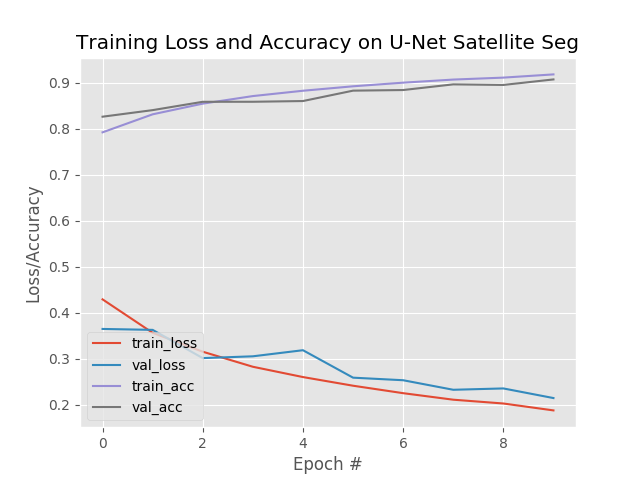 Training Loss and Accuracy on U-Net Satellite Seg
0.9
0.8
0.7
0.6
0.5
0.4
0.3
0.2
Loss/Accuracy
train_loss
val_loss
train_acc
val_acc
0 2 4 6 8
Epoch #